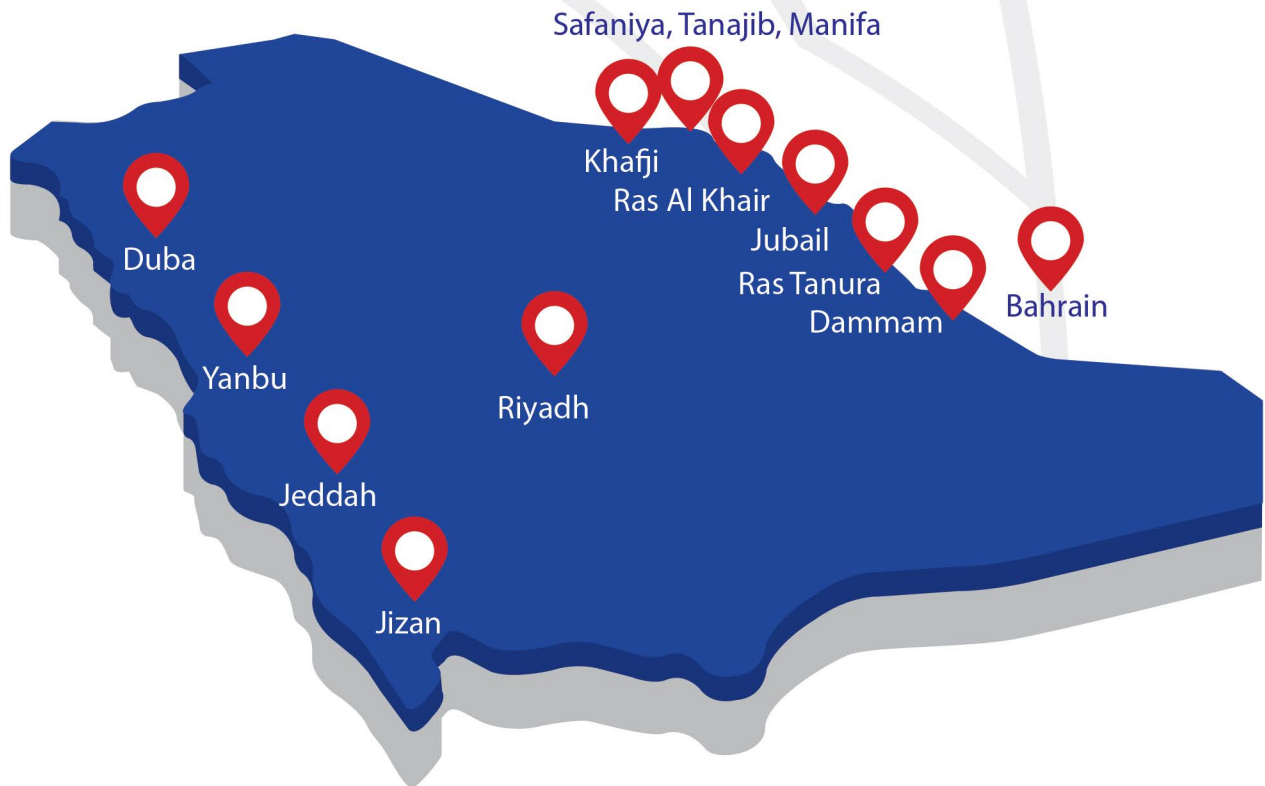 Safaniya, Tanajib, Manifa
Khafji
Ras Al Khair
Jubail
Duba
Ras Tanura
Bahrain
Dammam
Yanbu
Riyadh
Jeddah
Jizan